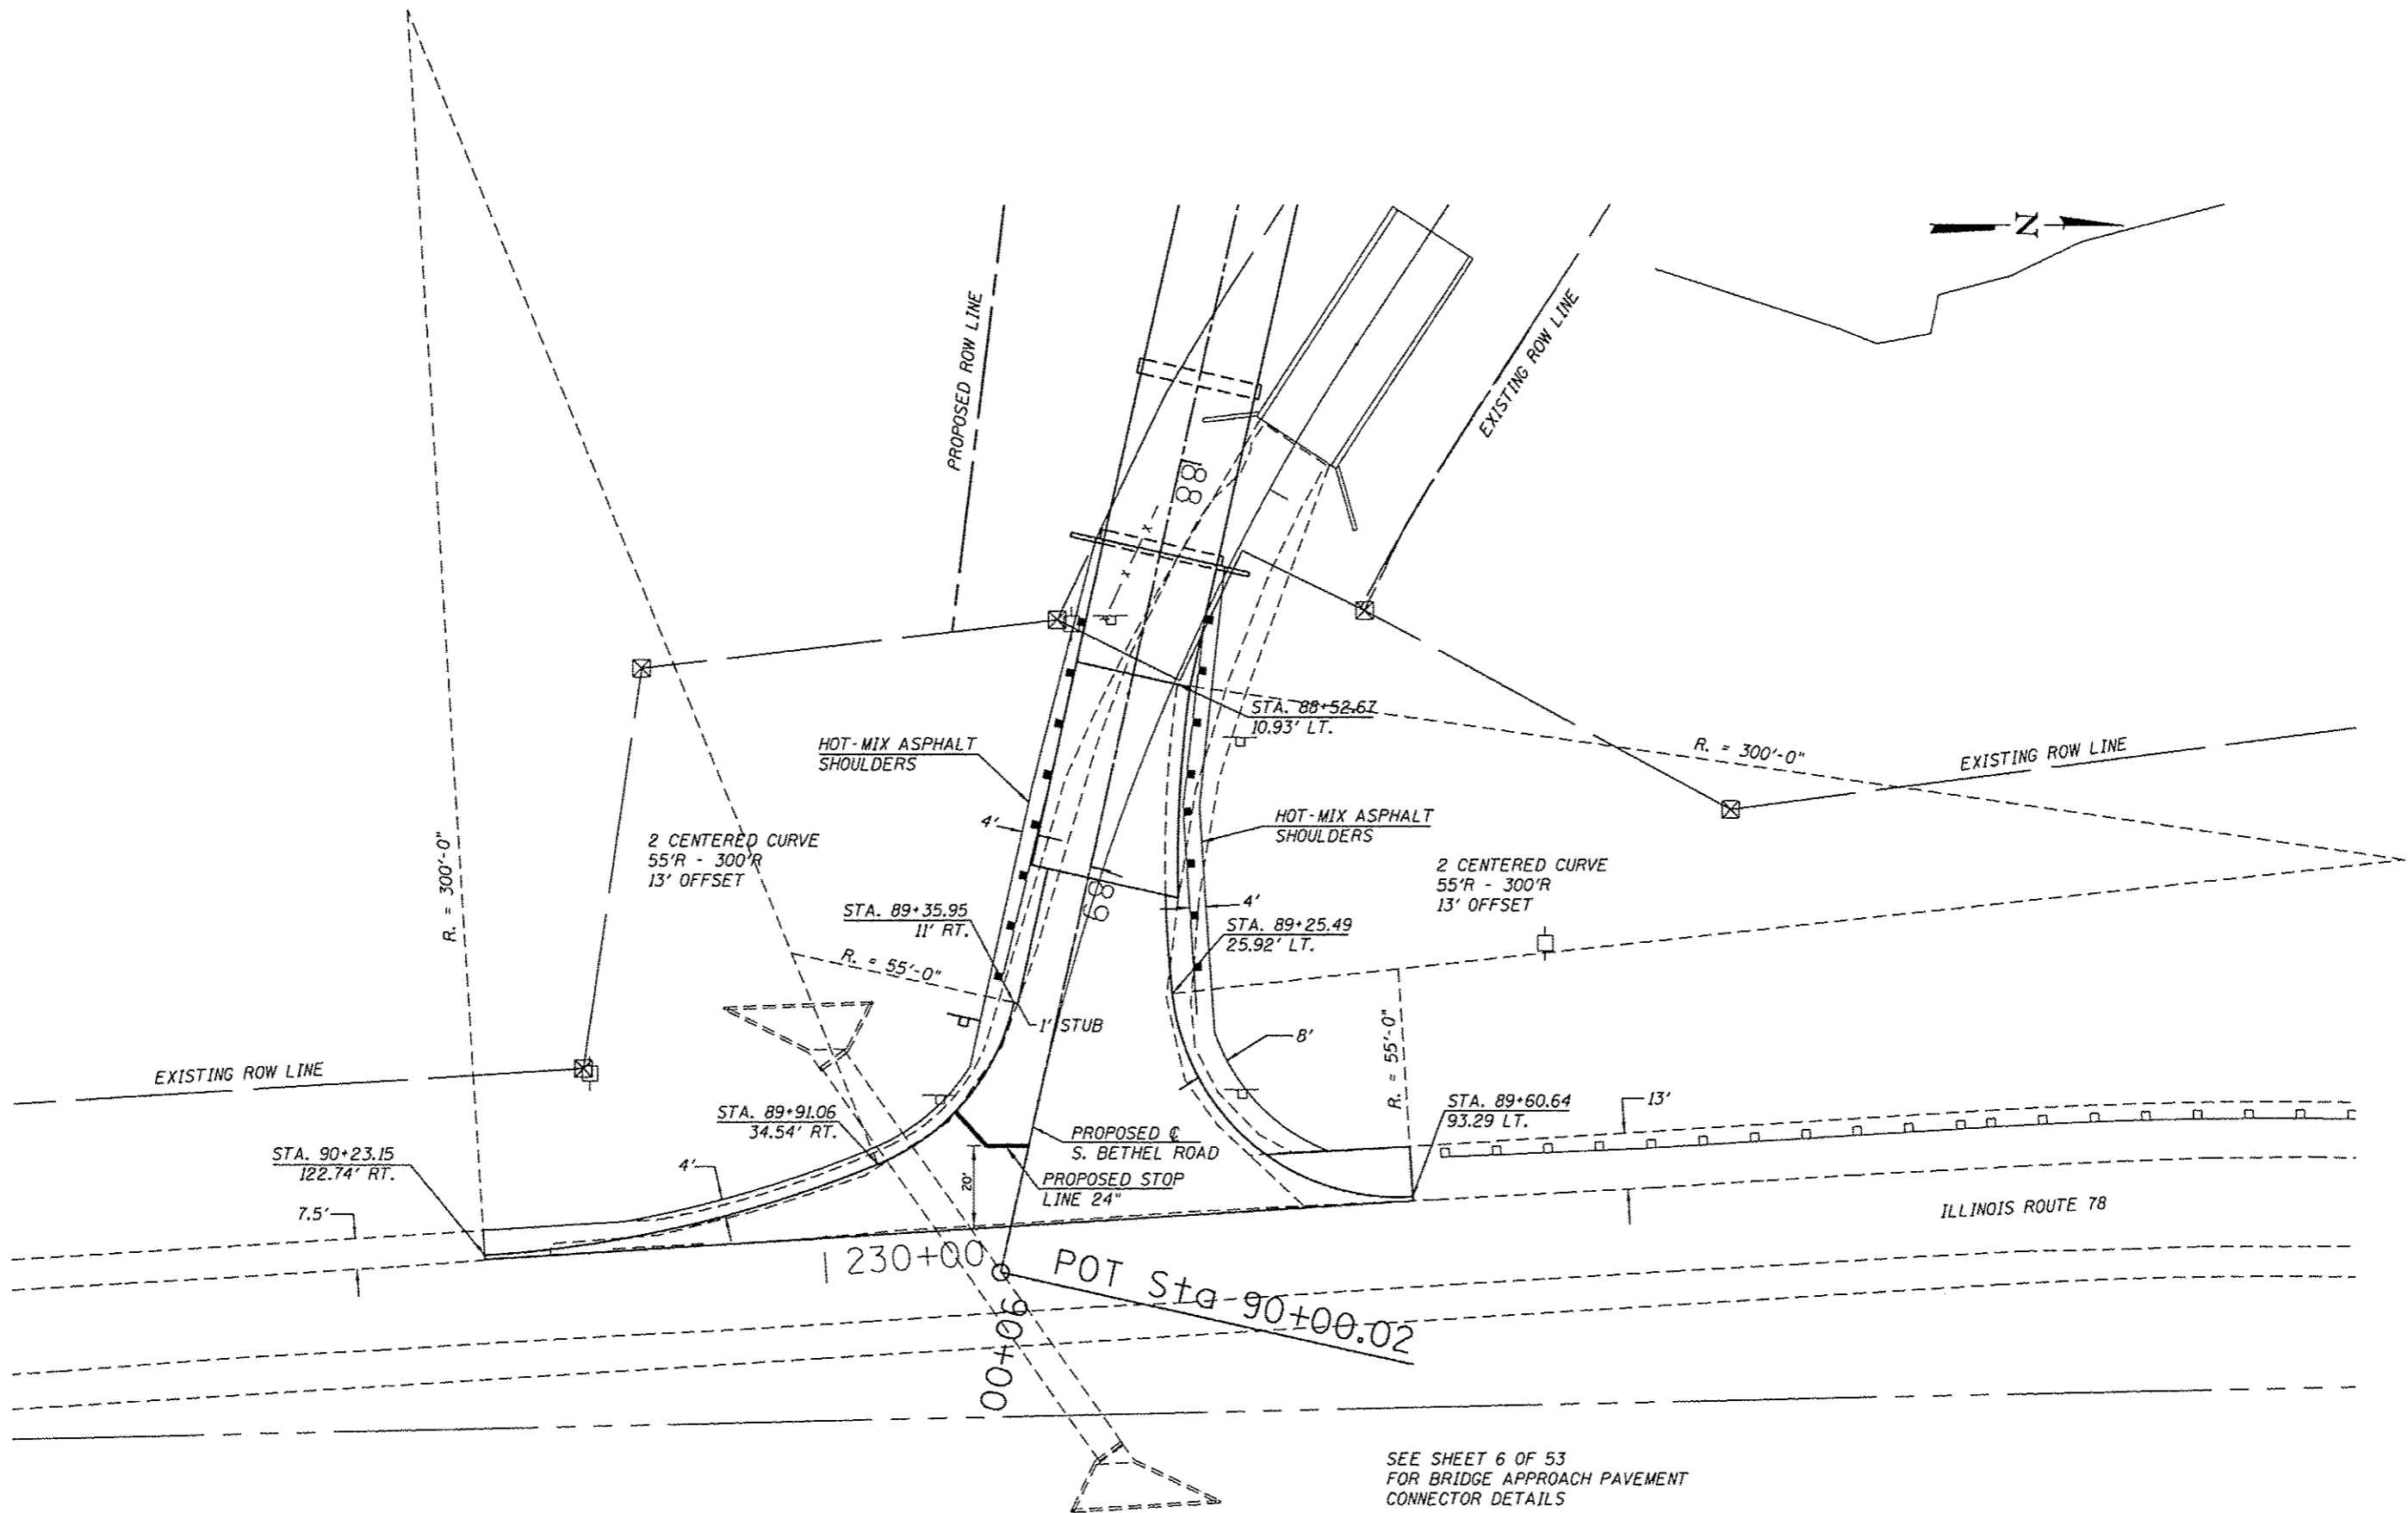 N
PROPOSED ROW LINE
EXISTING ROW LINE
88
STA. 88+52.67
10.93' LT.
HOT-MIX ASPHALT
SHOULDERS
R. = 300'-0"
EXISTING ROW LINE
R. = 300'-0"
2 CENTERED CURVE
55'R - 300'R
13' OFFSET
4'
HOT-MIX ASPHALT
SHOULDERS
2 CENTERED CURVE
55'R - 300'R
13' OFFSET
89
4'
STA. 89+35.95
11' RT.
STA. 89+25.49
25.92' LT.
R. = 55'-0"
1' STUB
8'
R. = 55'-0"
EXISTING ROW LINE
STA. 89+91.06
34.54' RT.
STA. 89+60.64
93.29 LT.
13'
PROPOSED ℄
S. BETHEL ROAD
STA. 90+23.15
122.74' RT.
4'
20'
PROPOSED STOP
LINE 24"
7.5'
ILLINOIS ROUTE 78
230+00
POT Sta 90+00.02
90+00
SEE SHEET 6 OF 53
FOR BRIDGE APPROACH PAVEMENT
CONNECTOR DETAILS